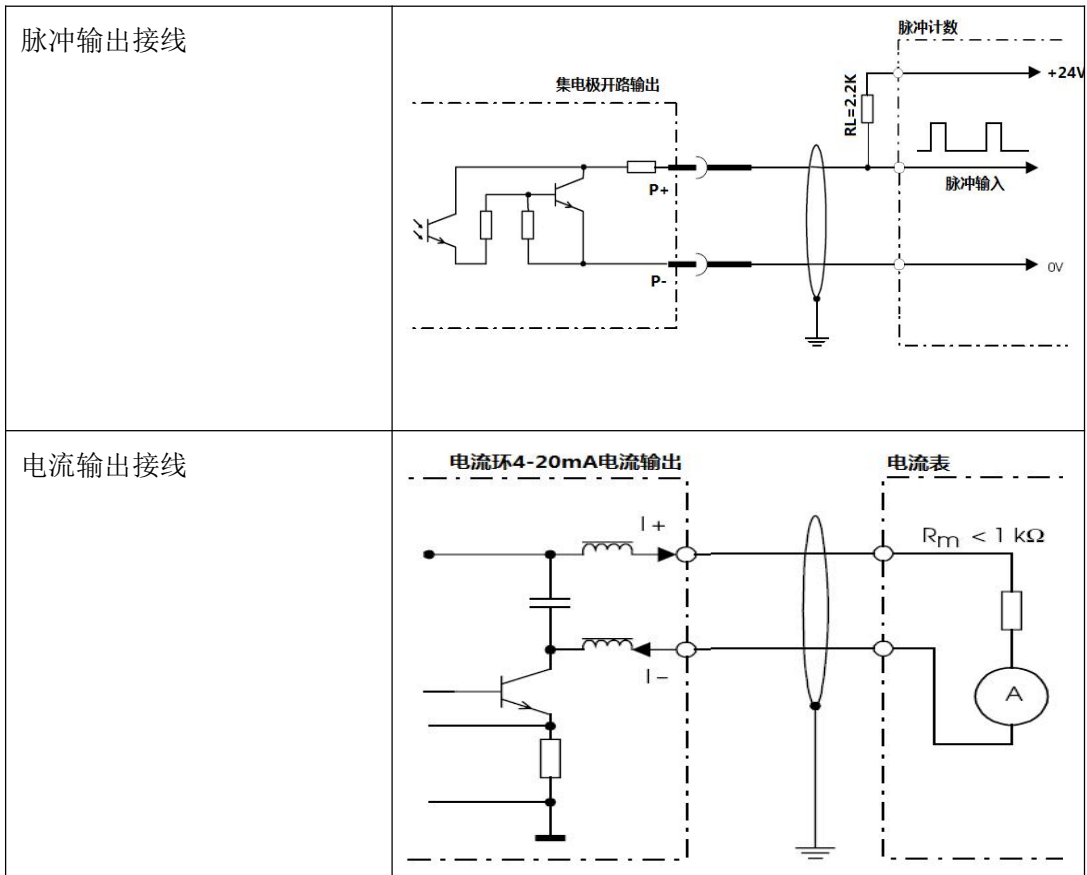 脉冲输出接线
脉冲计数
+24V
集电极开路输出
RL=2.2K
P+
脉冲输入
P-
0V
电流输出接线
电流环4-20mA电流输出
电流表
I+
Rm < 1 kΩ
I-
A